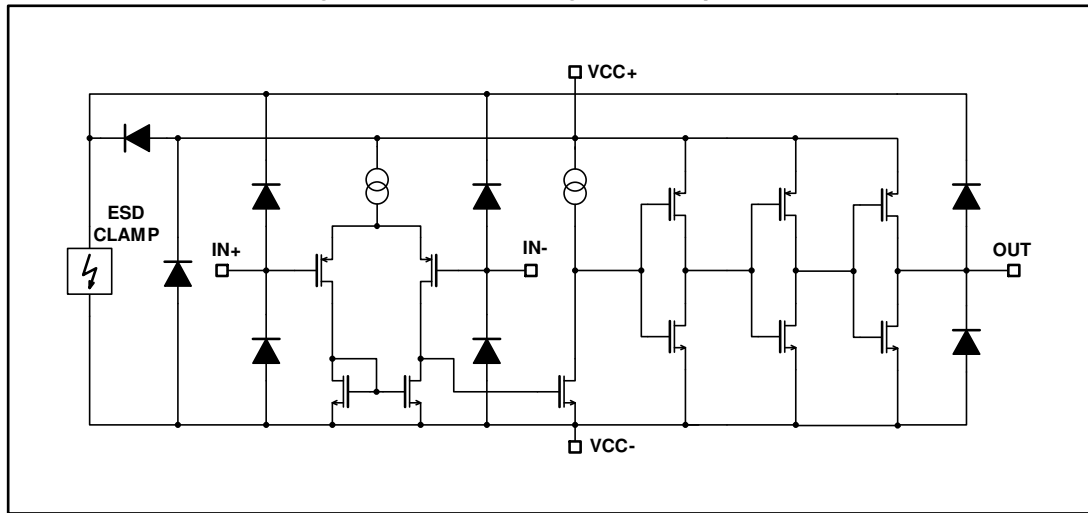 VCC+
ESD
CLAMP
IN+
IN-
OUT
VCC-